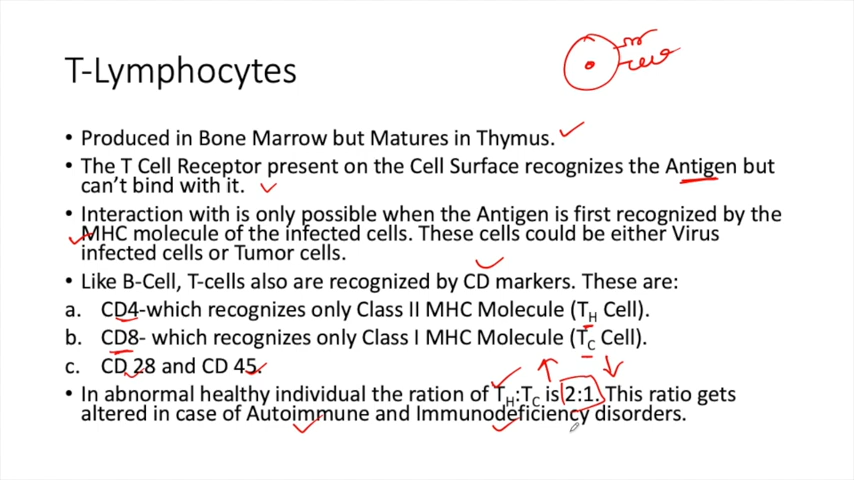 T-Lymphocytes
• Produced in Bone Marrow but Matures in Thymus.
• The T Cell Receptor present on the Cell Surface recognizes the Antigen but
can't bind with it.
• Interaction with is only possible when the Antigen is first recognized by the
MHC molecule of the infected cells. These cells could be either Virus
infected cells or Tumor cells.
• Like B-Cell, T-cells also are recognized by CD markers. These are:
a. CD4-which recognizes only Class II MHC Molecule (TH Cell).
b. CD8- which recognizes only Class I MHC Molecule (TC Cell).
c. CD 28 and CD 45.
• In abnormal healthy individual the ration of TH:TC is 2:1. This ratio gets
altered in case of Autoimmune and Immunodeficiency disorders.